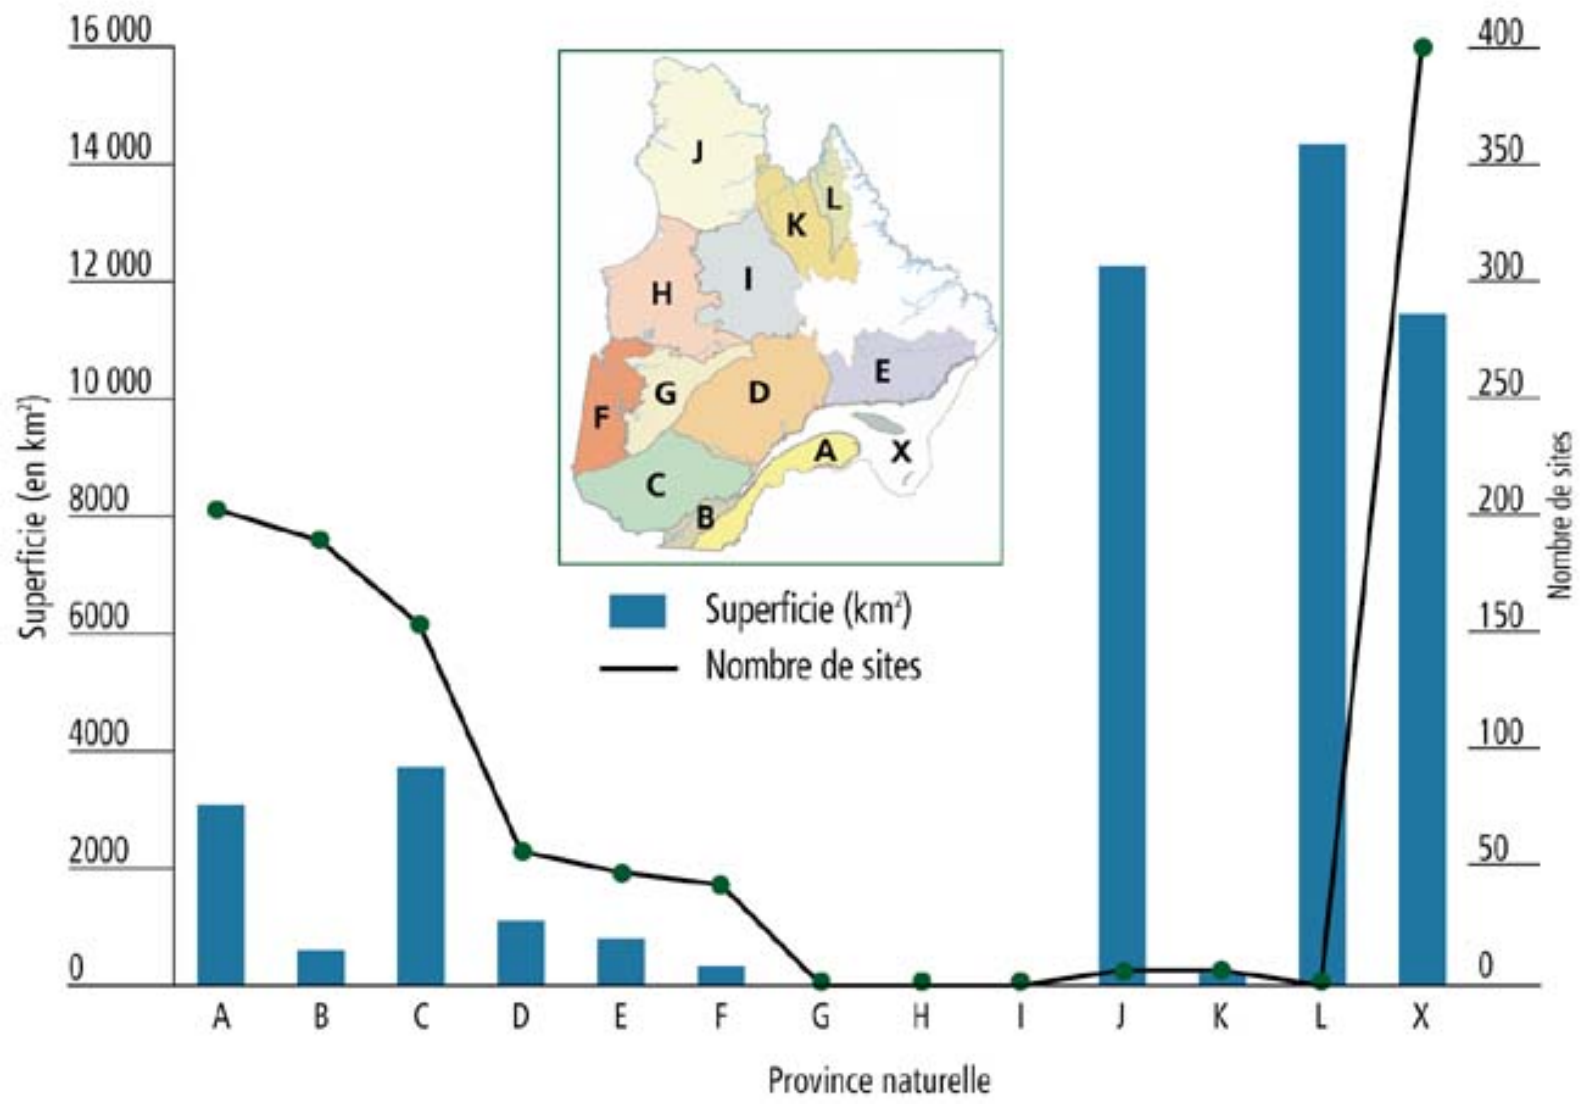 16 000
14 000
12 000
10 000
8000
6000
4000
2000
0
Superficie (en km²)
400
350
300
250
200
150
100
50
0
Nombre de sites
J
L
K
I
H
E
G
D
F
A
X
C
B
Superficie (km²)
Nombre de sites
A B C D E F G H I J K L X
Province naturelle